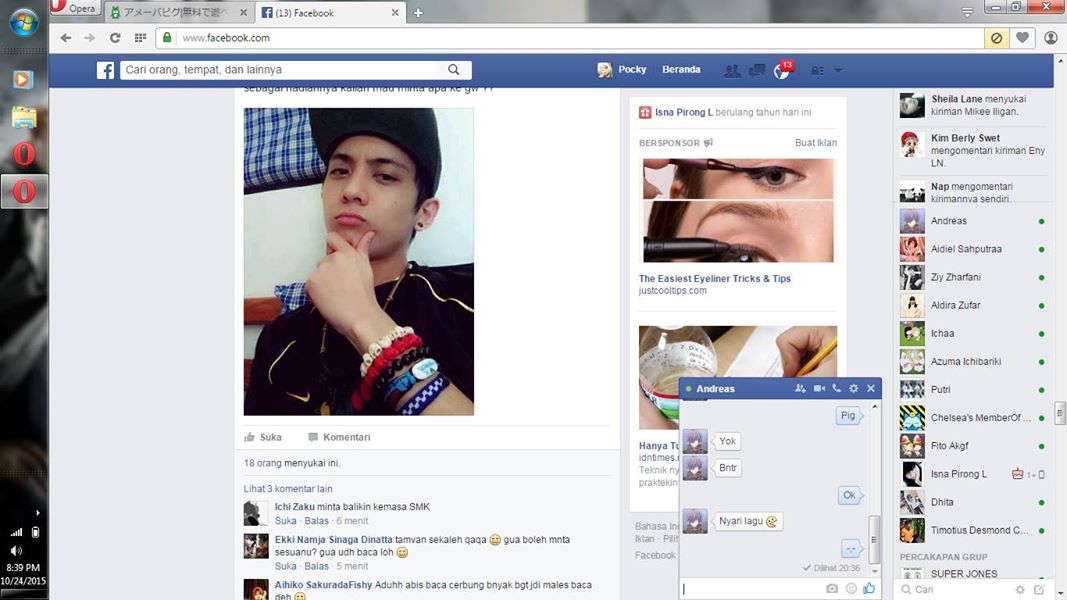 Opera
アメーバピグ|無料で遊べ
(13) Facebook
www.facebook.com
Cari orang, tempat, dan lainnya
Pocky
Beranda
13
sebagai hadiahnya kalian mau minta apa ke gw ??
Suka
Komentari
18 orang menyukai ini.
Lihat 3 komentar lain
Ichi Zaku minta balikin kemasa SMK
Suka · Balas · 6 menit
Ekki Namja Sinaga Dinatta tamvan sekaleh qaqa
gua boleh mnta
sesuanu? gua udh baca loh
Suka · Balas · 5 menit
Aihiko SakuradaFishy Aduhh abis baca cerbung bnyak bgt jdi males baca
deh
Isna Pirong L berulang tahun hari ini
BERSPONSOR
Buat Iklan
The Easiest Eyeliner Tricks & Tips
justcooltips.com
Hanya Tu
idntimes.c
Teknik ny
praktekin
Bahasa In
Iklan · Pilih
Facebook
Andreas
Pig
Yok
Bntr
Ok
Nyari lagu
-.-
Dilihat 20:36
Sheila Lane menyukai
kiriman Mikee Iligan.
Kim Berly Swet
mengomentari kiriman Eny
LN.
Nap mengomentari
kirimannya sendiri.
Andreas
Aidiel Sahputraa
Ziy Zharfani
Aldira Zufar
Ichaa
Azuma Ichibariki
Putri
Chelsea's MemberOf ...
Fito Akgf
Isna Pirong L
1+
Dhita
Timotius Desmond C...
PERCAKAPAN GRUP
SUPER JONES
Cari
8:39 PM
10/24/2015